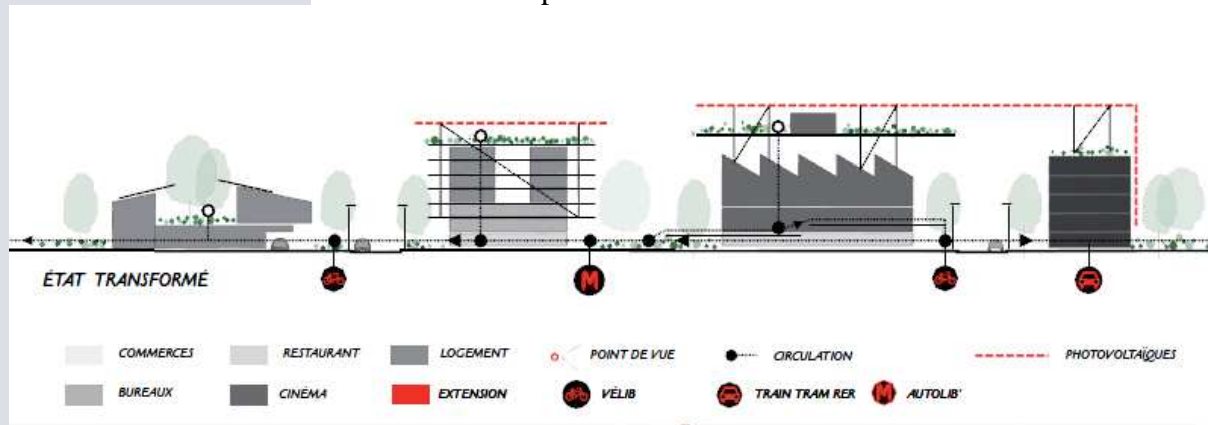 ÉTAT TRANSFORMÉ
M
COMMERCES RESTAURANT LOGEMENT POINT DE VUE CIRCULATION PHOTOVOLTAÏQUES
BUREAUX CINÉMA EXTENSION VÉLIB TRAIN TRAM RER M AUTOLIB'